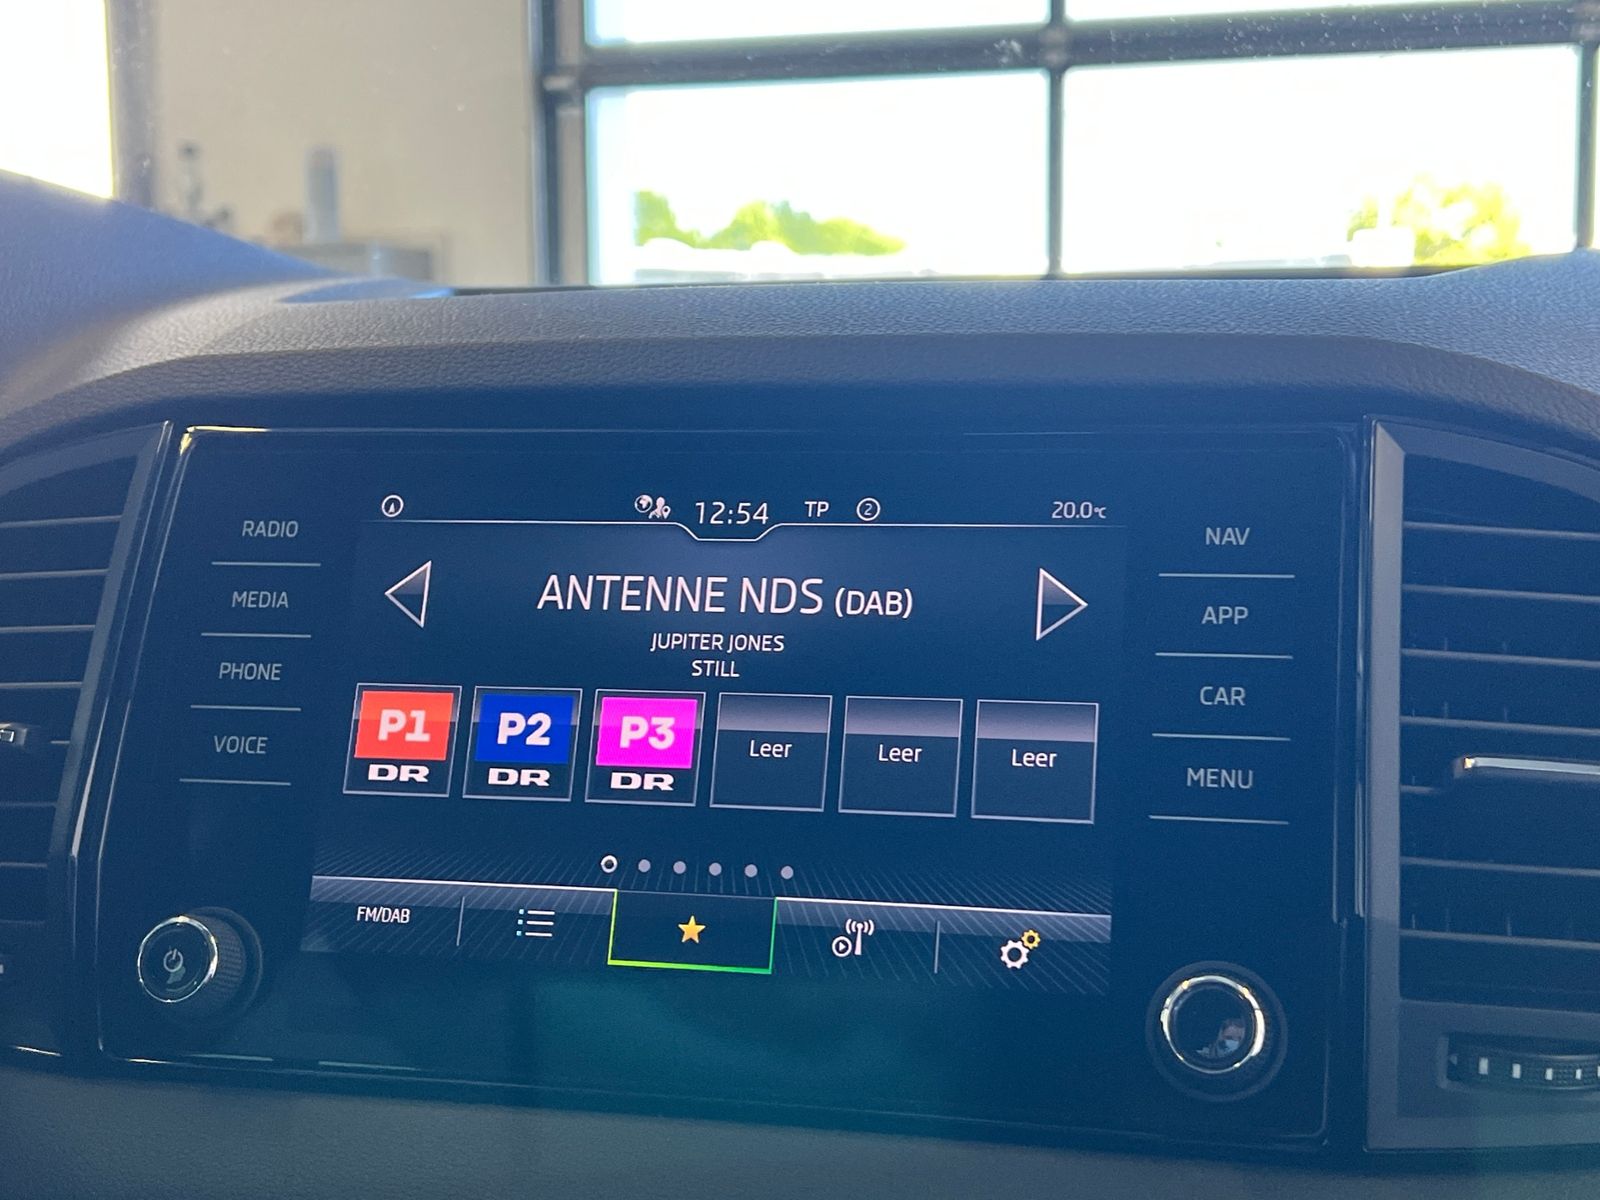 12:54 TP 2 20.0°C
RADIO
MEDIA
PHONE
VOICE
ANTENNE NDS (DAB)
JUPITER JONES
STILL
P1 DR
P2 DR
P3 DR
Leer
Leer
Leer
FM/DAB
NAV
APP
CAR
MENU